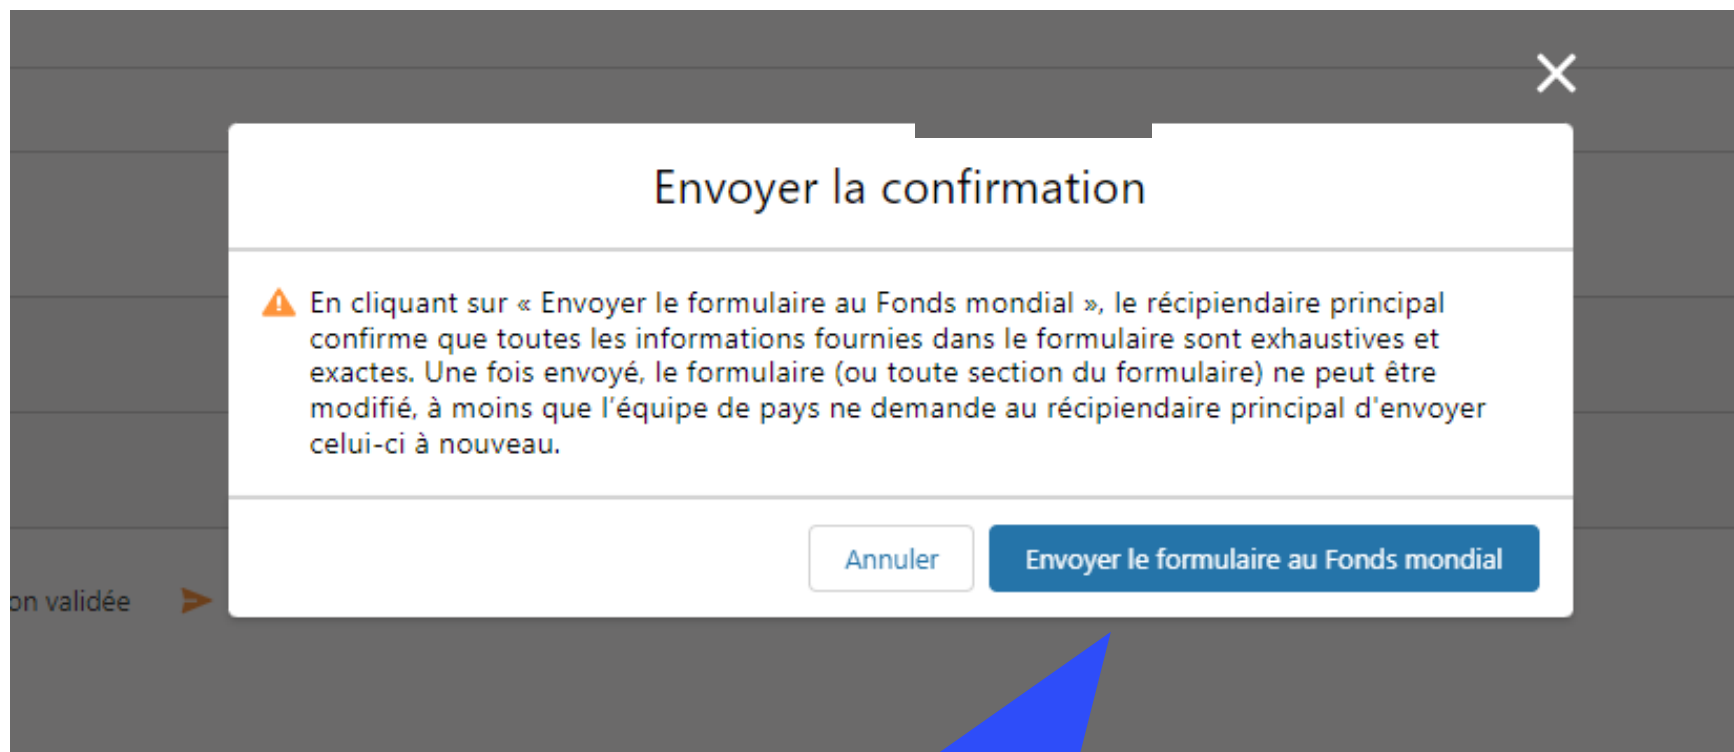 Envoyer la confirmation
En cliquant sur « Envoyer le formulaire au Fonds mondial », le récipiendaire principal
confirme que toutes les informations fournies dans le formulaire sont exhaustives et
exactes. Une fois envoyé, le formulaire (ou toute section du formulaire) ne peut être
modifié, à moins que l'équipe de pays ne demande au récipiendaire principal d'envoyer
celui-ci à nouveau.
Annuler
Envoyer le formulaire au Fonds mondial
on validée